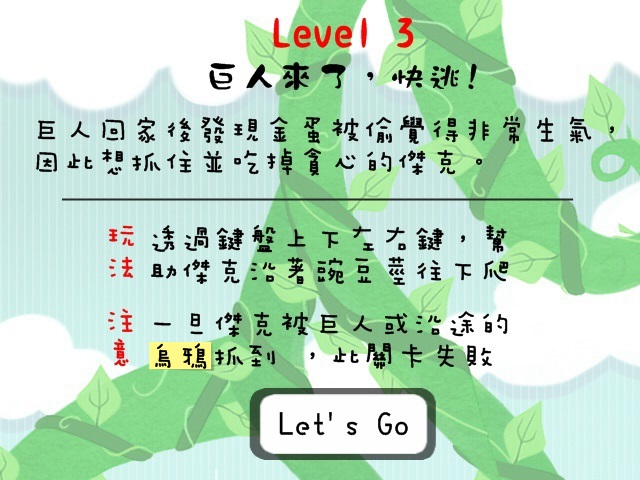 Level 3
巨人來了，快逃!
巨人回家後發現金蛋被偷覺得非常生氣，
因此想抓住並吃掉貪心的傑克。
玩法 透過鍵盤上下左右鍵，幫
助傑克沿著豌豆莖往下爬
注意 一旦傑克被巨人或沿途的
烏鴉抓到 ，此關卡失敗
Let's Go